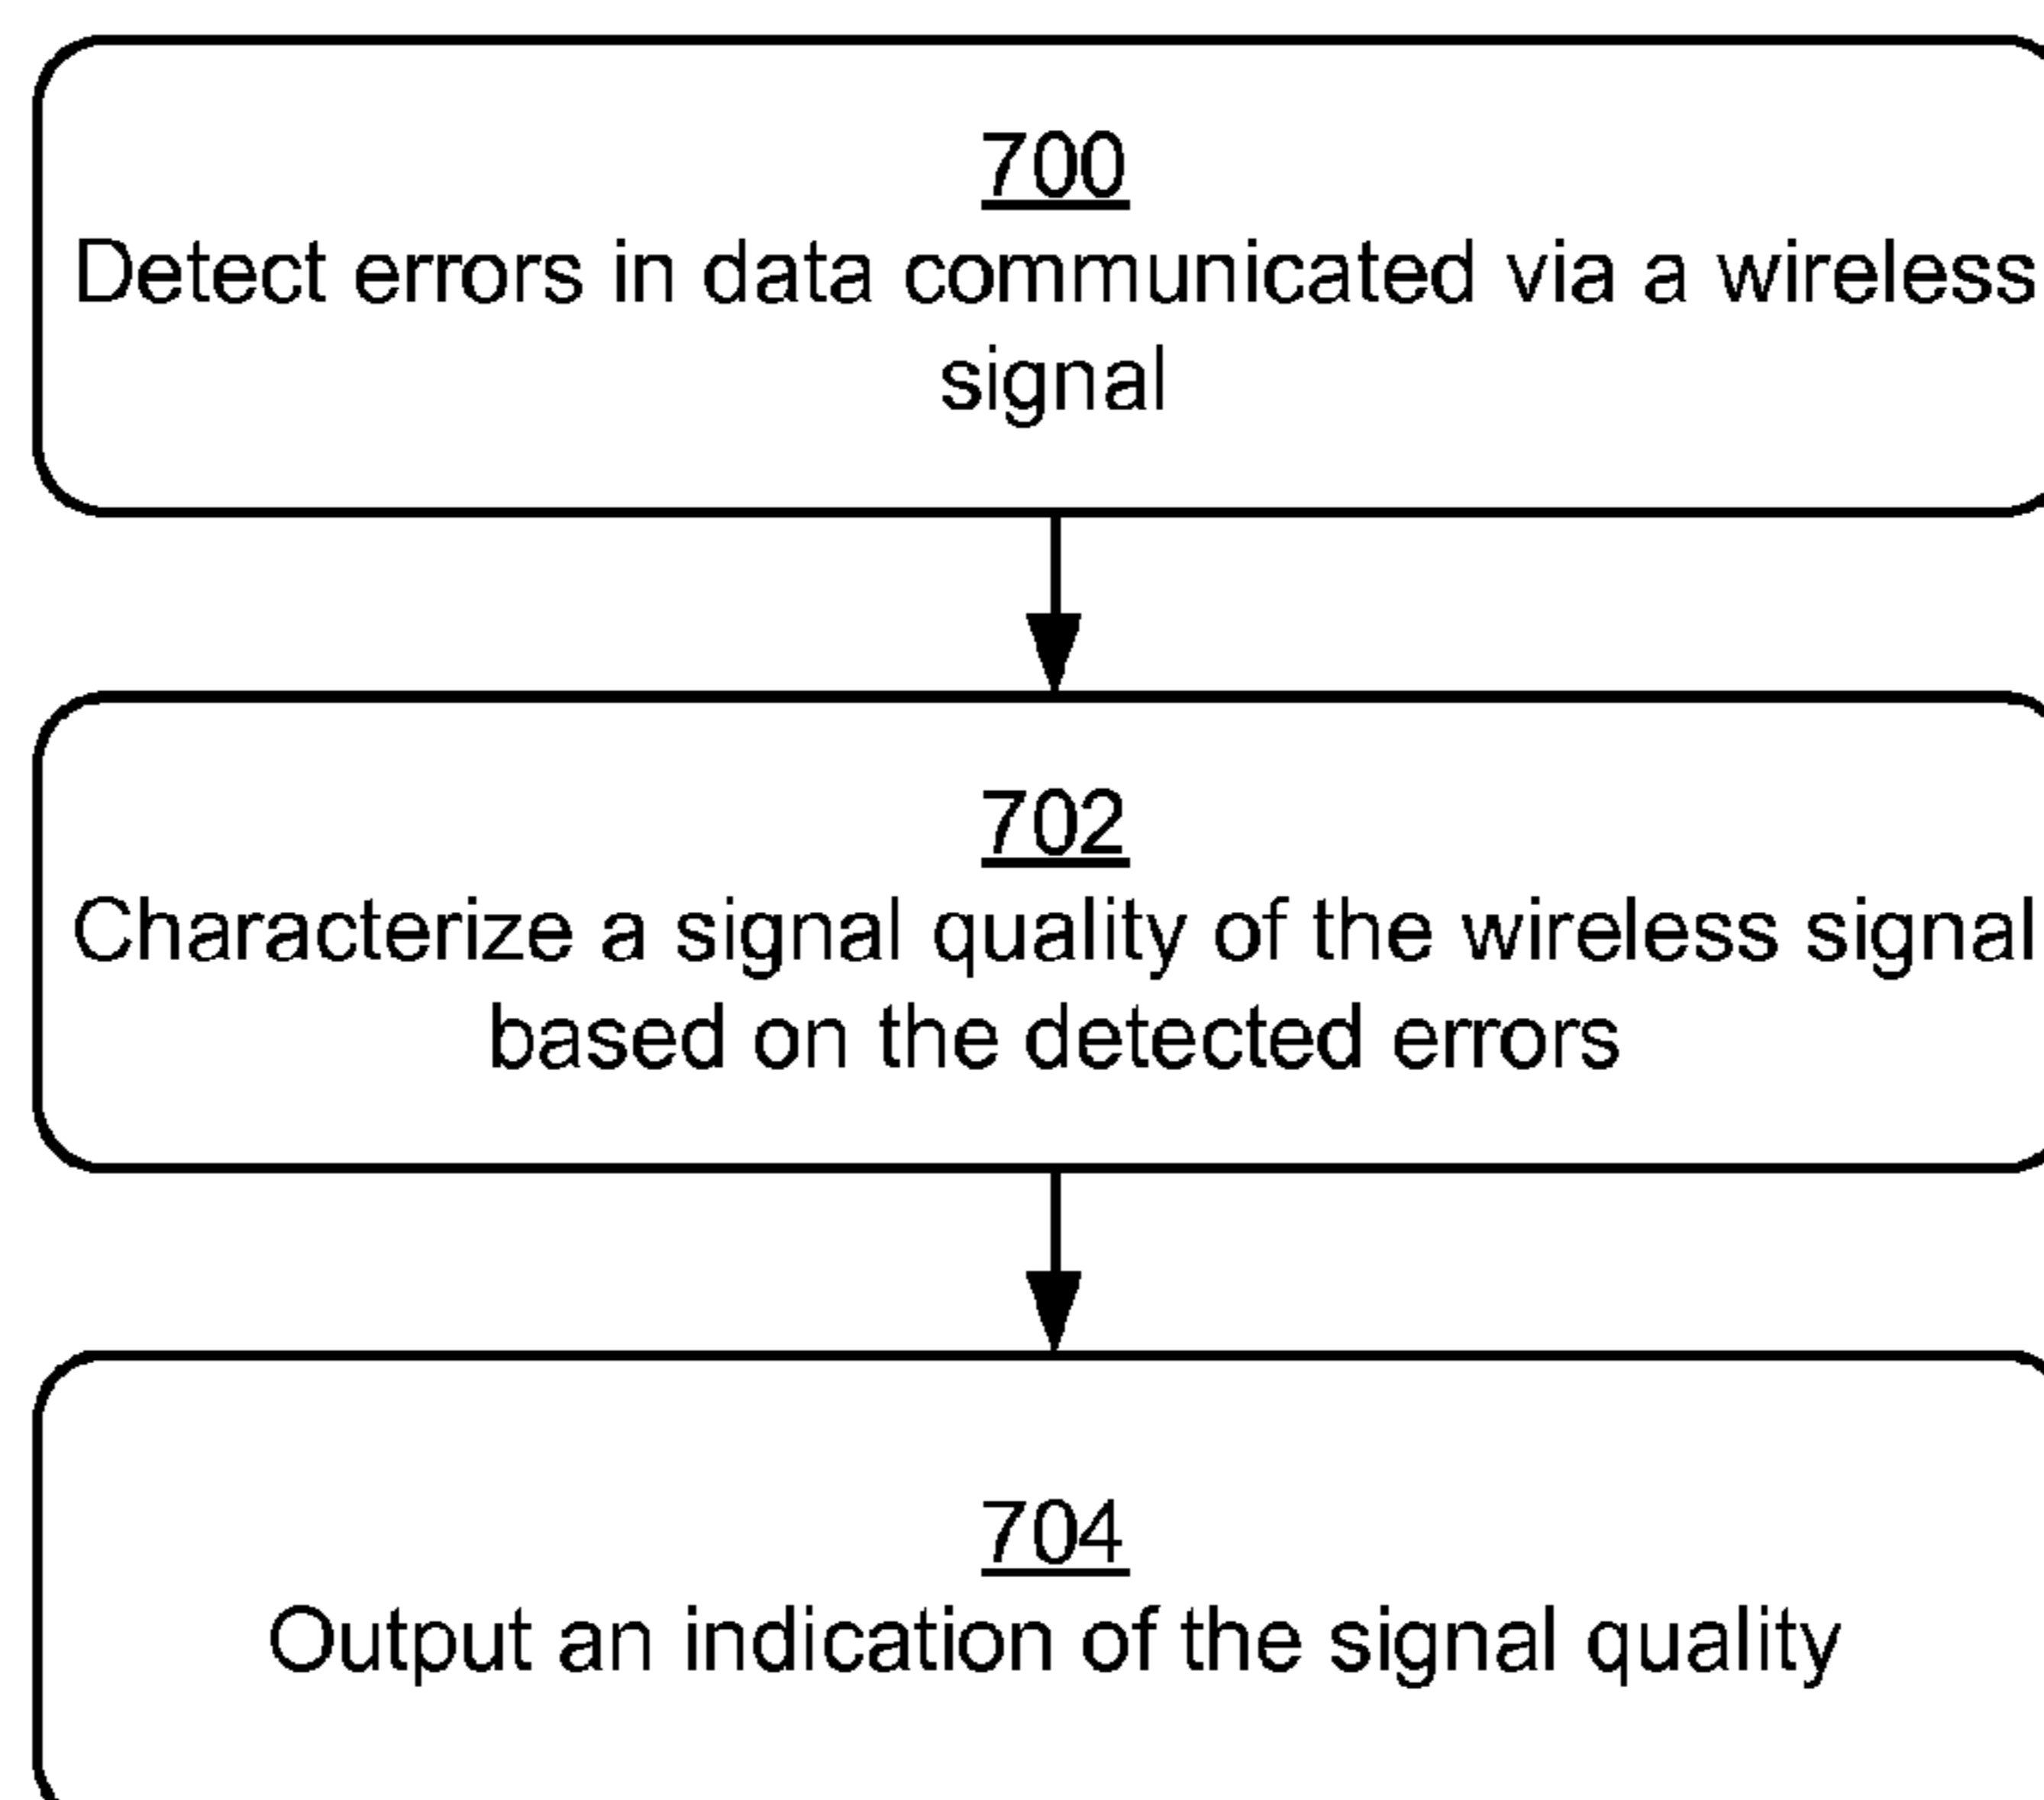 700
Detect errors in data communicated via a wireless
signal
702
Characterize a signal quality of the wireless signal
based on the detected errors
704
Output an indication of the signal quality